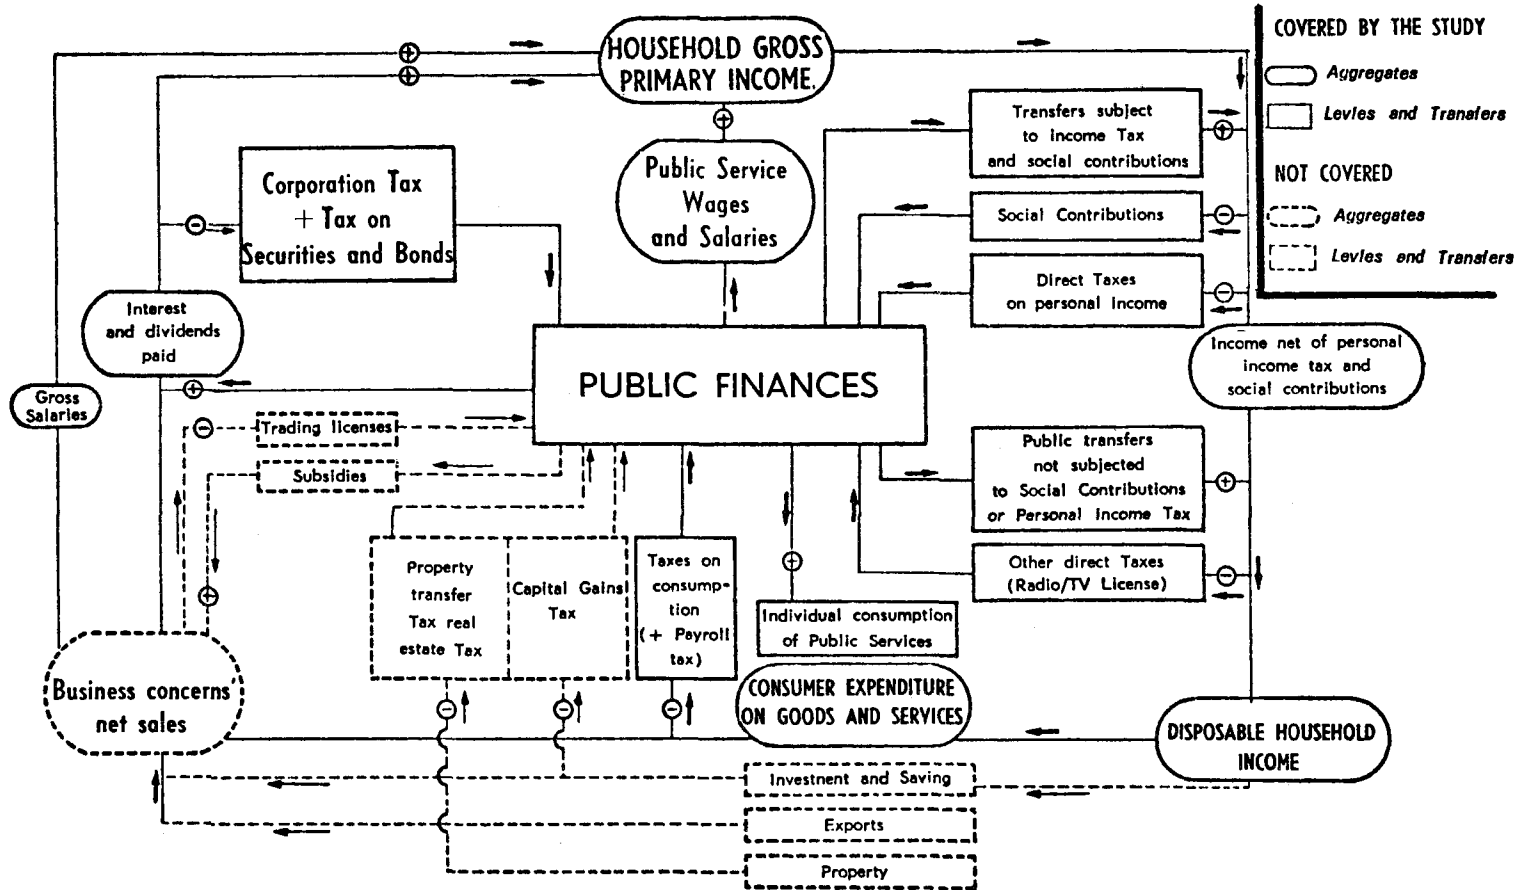 HOUSEHOLD GROSS
PRIMARY INCOME.
COVERED BY THE STUDY
Aggregates
Levies and Transfers
NOT COVERED
Aggregates
Levies and Transfers
Transfers subject
to Income Tax
and social contributions
Public Service
Wages
and Salaries
Corporation Tax
+ Tax on
Securities and Bonds
Social Contributions
Direct Taxes
on personal Income
Interest
and dividends
paid
Income net of personal
income tax and
social contributions
PUBLIC FINANCES
Gross
Salaries
Trading licenses
Subsidies
Public transfers
not subjected
to Social Contributions
or Personal Income Tax
Other direct Taxes
(Radio/TV License)
Property
transfer
Tax real
estate Tax
Capital Gains
Tax
Taxes on
consump-
tion
(+ Payroll
tax)
Individual consumption
of Public Services
Business concerns'
net sales
CONSUMER EXPENDITURE
ON GOODS AND SERVICES
DISPOSABLE HOUSEHOLD
INCOME
Investment and Saving
Exports
Property